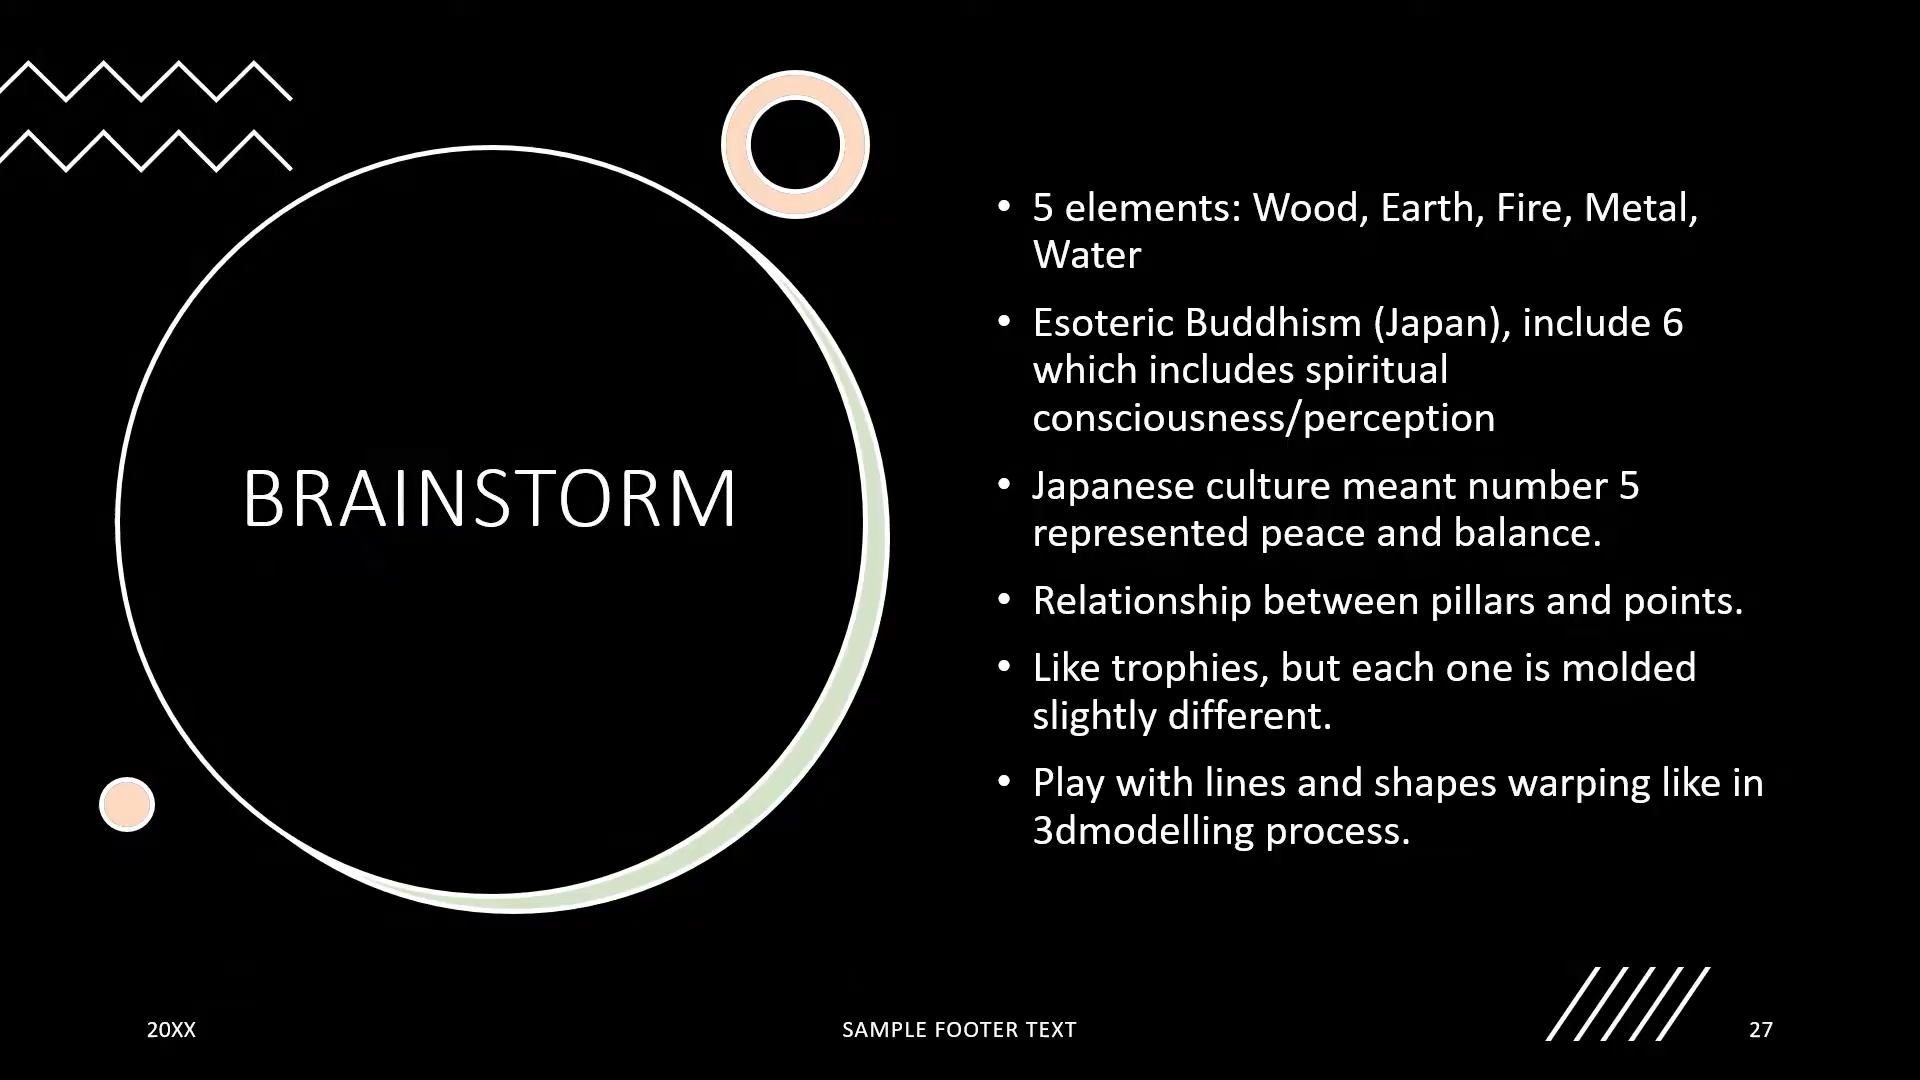 BRAINSTORM
• 5 elements: Wood, Earth, Fire, Metal,
Water
• Esoteric Buddhism (Japan), include 6
which includes spiritual
consciousness/perception
• Japanese culture meant number 5
represented peace and balance.
• Relationship between pillars and points.
• Like trophies, but each one is molded
slightly different.
• Play with lines and shapes warping like in
3dmodelling process.
20XX
SAMPLE FOOTER TEXT
27